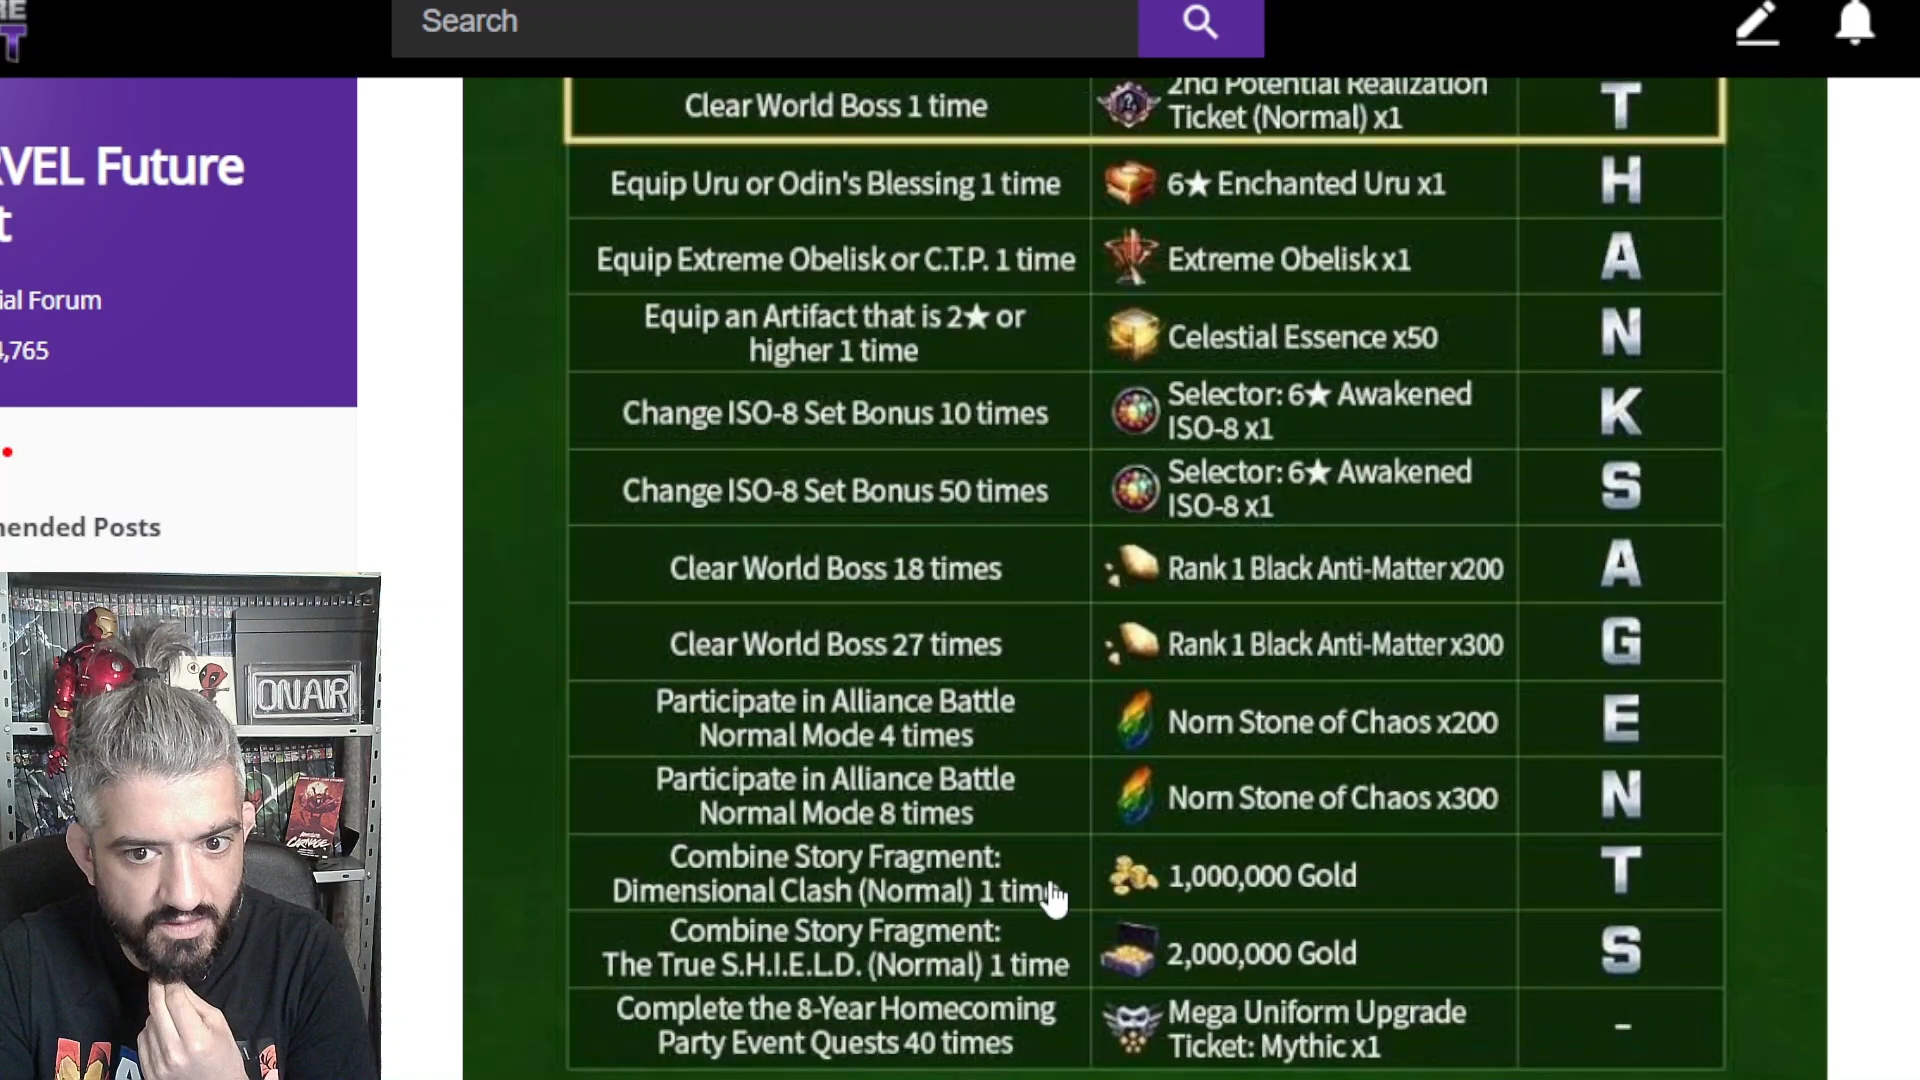 RE
T
Search
RVEL Future
t
ial Forum
4,765
nended Posts
ON AIR
CARNAGE
Clear World Boss 1 time
2nd Potential Realization
Ticket (Normal) x1
T
Equip Uru or Odin's Blessing 1 time
6★ Enchanted Uru x1
H
Equip Extreme Obelisk or C.T.P. 1 time
Extreme Obelisk x1
A
Equip an Artifact that is 2★ or
higher 1 time
Celestial Essence x50
N
Change ISO-8 Set Bonus 10 times
Selector: 6★ Awakened
ISO-8 x1
K
Change ISO-8 Set Bonus 50 times
Selector: 6★ Awakened
ISO-8 x1
S
Clear World Boss 18 times
Rank 1 Black Anti-Matter x200
A
Clear World Boss 27 times
Rank 1 Black Anti-Matter x300
G
Participate in Alliance Battle
Normal Mode 4 times
Norn Stone of Chaos x200
E
Participate in Alliance Battle
Normal Mode 8 times
Norn Stone of Chaos x300
N
Combine Story Fragment:
Dimensional Clash (Normal) 1 time
1,000,000 Gold
T
Combine Story Fragment:
The True S.H.I.E.L.D. (Normal) 1 time
2,000,000 Gold
S
Complete the 8-Year Homecoming
Party Event Quests 40 times
Mega Uniform Upgrade
Ticket: Mythic x1
–